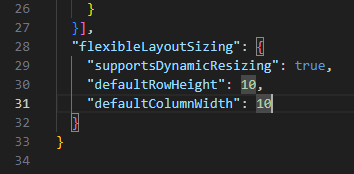 26 }
27 }],
28 "flexibleLayoutSizing": {
29 "supportsDynamicResizing": true,
30 "defaultRowHeight": 10,
31 "defaultColumnWidth": 10
32 }
33 }
34